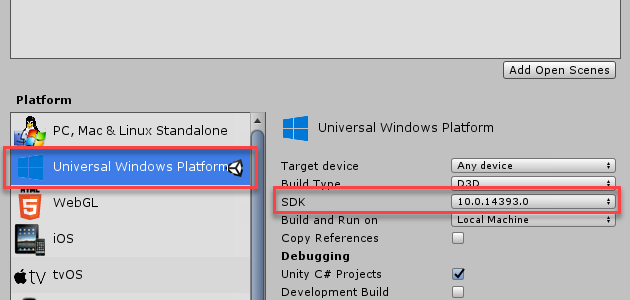 Add Open Scenes
Platform
PC, Mac & Linux Standalone
Universal Windows Platform
HTML
5
WebGL
iOS
tv
tvOS
Universal Windows Platform
Target device Any device
Build Type D3D
SDK 10.0.14393.0
Build and Run on Local Machine
Copy References
Debugging
Unity C# Projects
Development Build